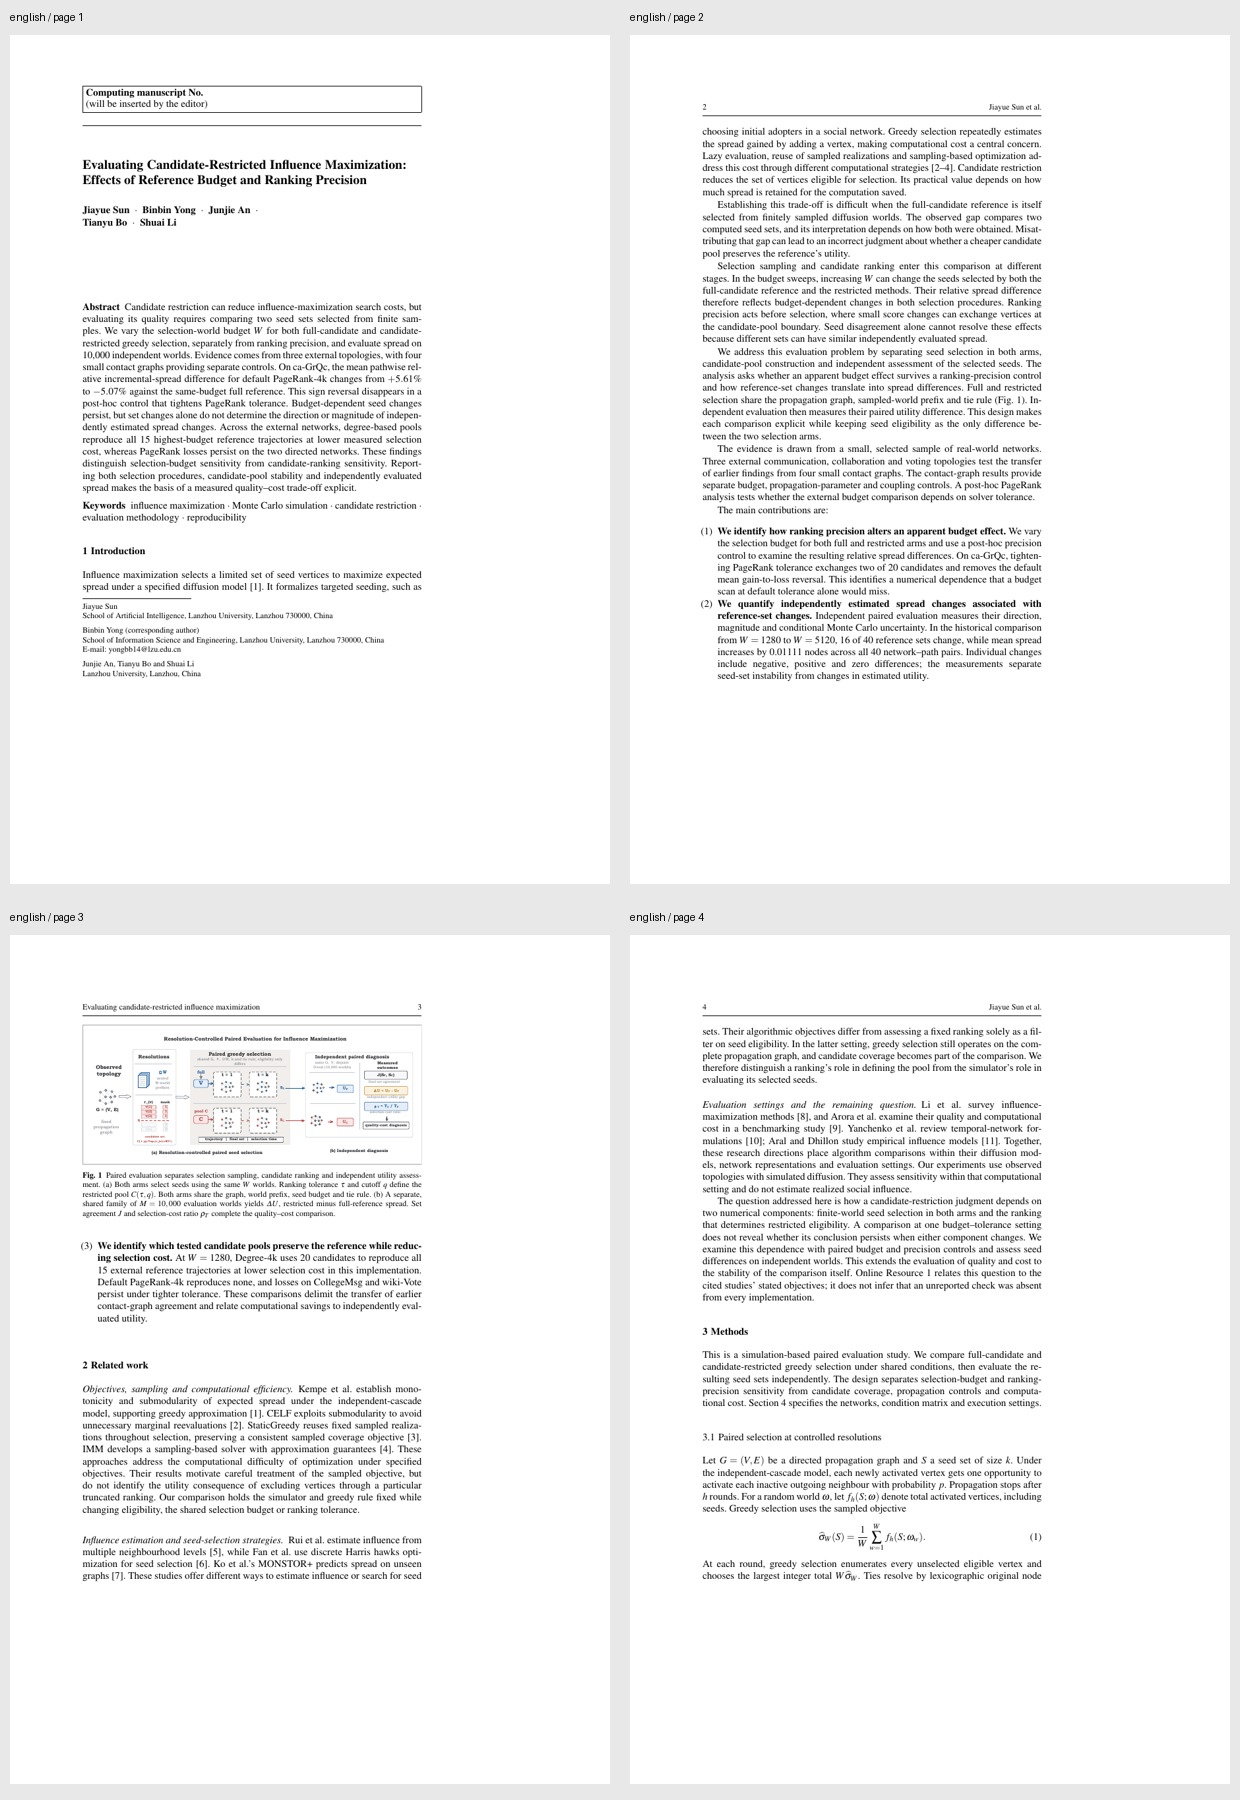 english / page 1
Computing manuscript No.
(will be inserted by the editor)
Evaluating Candidate-Restricted Influence Maximization:
Effects of Reference Budget and Ranking Precision
Jiayue Sun · Binbin Yong · Junjie An ·
Tianyu Bo · Shuai Li
Abstract Candidate restriction can reduce influence-maximization search costs, but
evaluating its quality requires comparing two seed sets selected from finite sam-
ples. We vary the selection-world budget W for both full-candidate and candidate-
restricted greedy selection, separately from ranking precision, and evaluate spread on
10,000 independent worlds. Evidence comes from three external topologies, with four
small contact graphs providing separate controls. On ca-GrQc, the mean pathwise rel-
ative incremental-spread difference for default PageRank-4k changes from +5.61%
to −5.07% against the same-budget full reference. This sign reversal disappears in a
post-hoc control that tightens PageRank tolerance. Budget-dependent seed changes
persist, but set changes alone do not determine the direction or magnitude of indepen-
dently estimated spread changes. Across the external networks, degree-based pools
reproduce all 15 highest-budget reference trajectories at lower measured selection
cost, whereas PageRank losses persist on the two directed networks. These findings
distinguish selection-budget sensitivity from candidate-ranking sensitivity. Report-
ing both selection procedures, candidate-pool stability and independently evaluated
spread makes the basis of a measured quality–cost trade-off explicit.
Keywords influence maximization · Monte Carlo simulation · candidate restriction ·
evaluation methodology · reproducibility
1 Introduction
Influence maximization selects a limited set of seed vertices to maximize expected
spread under a specified diffusion model [1]. It formalizes targeted seeding, such as
Jiayue Sun
School of Artificial Intelligence, Lanzhou University, Lanzhou 730000, China
Binbin Yong (corresponding author)
School of Information Science and Engineering, Lanzhou University, Lanzhou 730000, China
E-mail: yongbb14@lzu.edu.cn
Junjie An, Tianyu Bo and Shuai Li
Lanzhou University, Lanzhou, China
english / page 2
2 Jiayue Sun et al.
choosing initial adopters in a social network. Greedy selection repeatedly estimates
the spread gained by adding a vertex, making computational cost a central concern.
Lazy evaluation, reuse of sampled realizations and sampling-based optimization ad-
dress this cost through different computational strategies [2–4]. Candidate restriction
reduces the set of vertices eligible for selection. Its practical value depends on how
much spread is retained for the computation saved.
Establishing this trade-off is difficult when the full-candidate reference is itself
selected from finitely sampled diffusion worlds. The observed gap compares two
computed seed sets, and its interpretation depends on how both were obtained. Misat-
tributing that gap can lead to an incorrect judgment about whether a cheaper candidate
pool preserves the reference's utility.
Selection sampling and candidate ranking enter this comparison at different
stages. In the budget sweeps, increasing W can change the seeds selected by both the
full-candidate reference and the restricted methods. Their relative spread difference
therefore reflects budget-dependent changes in both selection procedures. Ranking
precision acts before selection, where small score changes can exchange vertices at
the candidate-pool boundary. Seed disagreement alone cannot resolve these effects
because different sets can have similar independently evaluated spread.
We address this evaluation problem by separating seed selection in both arms,
candidate-pool construction and independent assessment of the selected seeds. The
analysis asks whether an apparent budget effect survives a ranking-precision control
and how reference-set changes translate into spread differences. Full and restricted
selection share the propagation graph, sampled-world prefix and tie rule (Fig. 1). In-
dependent evaluation then measures their paired utility difference. This design makes
each comparison explicit while keeping seed eligibility as the only difference be-
tween the two selection arms.
The evidence is drawn from a small, selected sample of real-world networks.
Three external communication, collaboration and voting topologies test the transfer
of earlier findings from four small contact graphs. The contact-graph results provide
separate budget, propagation-parameter and coupling controls. A post-hoc PageRank
analysis tests whether the external budget comparison depends on solver tolerance.
The main contributions are:
(1) We identify how ranking precision alters an apparent budget effect. We vary
the selection budget for both full and restricted arms and use a post-hoc precision
control to examine the resulting relative spread differences. On ca-GrQc, tighten-
ing PageRank tolerance exchanges two of 20 candidates and removes the default
mean gain-to-loss reversal. This identifies a numerical dependence that a budget
scan at default tolerance alone would miss.
(2) We quantify independently estimated spread changes associated with
reference-set changes. Independent paired evaluation measures their direction,
magnitude and conditional Monte Carlo uncertainty. In the historical comparison
from W = 1280 to W = 5120, 16 of 40 reference sets change, while mean spread
increases by 0.01111 nodes across all 40 network–path pairs. Individual changes
include negative, positive and zero differences; the measurements separate
seed-set instability from changes in estimated utility.
english / page 3
Evaluating candidate-restricted influence maximization 3
Resolution-Controlled Paired Evaluation for Influence Maximization
Observed
topology
G = (V, E)
fixed
propagation
graph
Resolutions
Paired greedy selection
Independent paired diagnosis
Measured
outcomes
full
V
t = 1
t = k
pool C
C
t = 1
t = k
trajectory | final set | selection time
quality-cost diagnosis
(a) Resolution-controlled paired seed selection
(b) Independent diagnosis
Fig. 1 Paired evaluation separates selection sampling, candidate ranking and independent utility assess-
ment. (a) Both arms select seeds using the same W worlds. Ranking tolerance τ and cutoff q define the
restricted pool C(τ,q). Both arms share the graph, world prefix, seed budget and tie rule. (b) A separate,
shared family of M = 10,000 evaluation worlds yields ΔU, restricted minus full-reference spread. Set
agreement J and selection-cost ratio ρT complete the quality–cost comparison.
(3) We identify which tested candidate pools preserve the reference while reduc-
ing selection cost. At W = 1280, Degree-4k uses 20 candidates to reproduce all
15 external reference trajectories at lower selection cost in this implementation.
Default PageRank-4k reproduces none, and losses on CollegeMsg and wiki-Vote
persist under tighter tolerance. These comparisons delimit the transfer of earlier
contact-graph agreement and relate computational savings to independently eval-
uated utility.
2 Related work
Objectives, sampling and computational efficiency. Kempe et al. establish mono-
tonicity and submodularity of expected spread under the independent-cascade
model, supporting greedy approximation [1]. CELF exploits submodularity to avoid
unnecessary marginal reevaluations [2]. StaticGreedy reuses fixed sampled realiza-
tions throughout selection, preserving a consistent sampled coverage objective [3].
IMM develops a sampling-based solver with approximation guarantees [4]. These
approaches address the computational difficulty of optimization under specified
objectives. Their results motivate careful treatment of the sampled objective, but
do not identify the utility consequence of excluding vertices through a particular
truncated ranking. Our comparison holds the simulator and greedy rule fixed while
changing eligibility, the shared selection budget or ranking tolerance.
Influence estimation and seed-selection strategies. Rui et al. estimate influence from
multiple neighbourhood levels [5], while Fan et al. use discrete Harris hawks opti-
mization for seed selection [6]. Ko et al.'s MONSTOR+ predicts spread on unseen
graphs [7]. These studies offer different ways to estimate influence or search for seed
english / page 4
4 Jiayue Sun et al.
sets. Their algorithmic objectives differ from assessing a fixed ranking solely as a fil-
ter on seed eligibility. In the latter setting, greedy selection still operates on the com-
plete propagation graph, and candidate coverage becomes part of the comparison. We
therefore distinguish a ranking's role in defining the pool from the simulator's role in
evaluating its selected seeds.
Evaluation settings and the remaining question. Li et al. survey influence-
maximization methods [8], and Arora et al. examine their quality and computational
cost in a benchmarking study [9]. Yanchenko et al. review temporal-network for-
mulations [10]; Aral and Dhillon study empirical influence models [11]. Together,
these research directions place algorithm comparisons within their diffusion mod-
els, network representations and evaluation settings. Our experiments use observed
topologies with simulated diffusion. They assess sensitivity within that computational
setting and do not estimate realized social influence.
The question addressed here is how a candidate-restriction judgment depends on
two numerical components: finite-world seed selection in both arms and the ranking
that determines restricted eligibility. A comparison at one budget–tolerance setting
does not reveal whether its conclusion persists when either component changes. We
examine this dependence with paired budget and precision controls and assess seed
differences on independent worlds. This extends the evaluation of quality and cost to
the stability of the comparison itself. Online Resource 1 relates this question to the
cited studies' stated objectives; it does not infer that an unreported check was absent
from every implementation.
3 Methods
This is a simulation-based paired evaluation study. We compare full-candidate and
candidate-restricted greedy selection under shared conditions, then evaluate the re-
sulting seed sets independently. The design separates selection-budget and ranking-
precision sensitivity from candidate coverage, propagation controls and computa-
tional cost. Section 4 specifies the networks, condition matrix and execution settings.
3.1 Paired selection at controlled resolutions
Let G = (V,E) be a directed propagation graph and S a seed set of size k. Under
the independent-cascade model, each newly activated vertex gets one opportunity to
activate each inactive outgoing neighbour with probability p. Propagation stops after
h rounds. For a random world ω, let fh(S;ω) denote total activated vertices, including
seeds. Greedy selection uses the sampled objective
σ̂W(S) = 1/W ∑w=1^W fh(S;ωw). (1)
At each round, greedy selection enumerates every unselected eligible vertex and
chooses the largest integer total Wσ̂W. Ties resolve by lexicographic original node